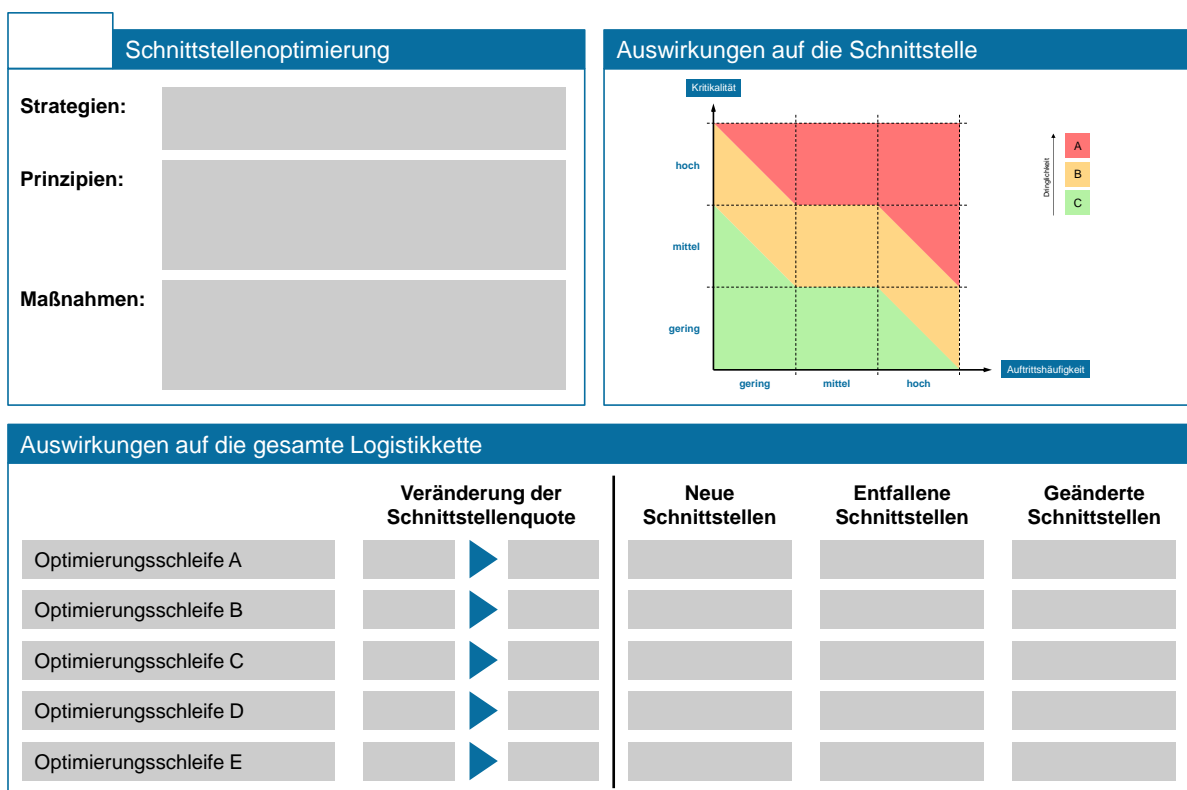 Schnittstellenoptimierung
Strategien:
Prinzipien:
Maßnahmen:
Auswirkungen auf die Schnittstelle
Kritikalität
hoch
mittel
gering
gering mittel hoch
Auftrittshäufigkeit
Dringlichkeit
A
B
C
Auswirkungen auf die gesamte Logistikkette
Veränderung der
Schnittstellenquote
Neue
Schnittstellen
Entfallene
Schnittstellen
Geänderte
Schnittstellen
Optimierungsschleife A
Optimierungsschleife B
Optimierungsschleife C
Optimierungsschleife D
Optimierungsschleife E